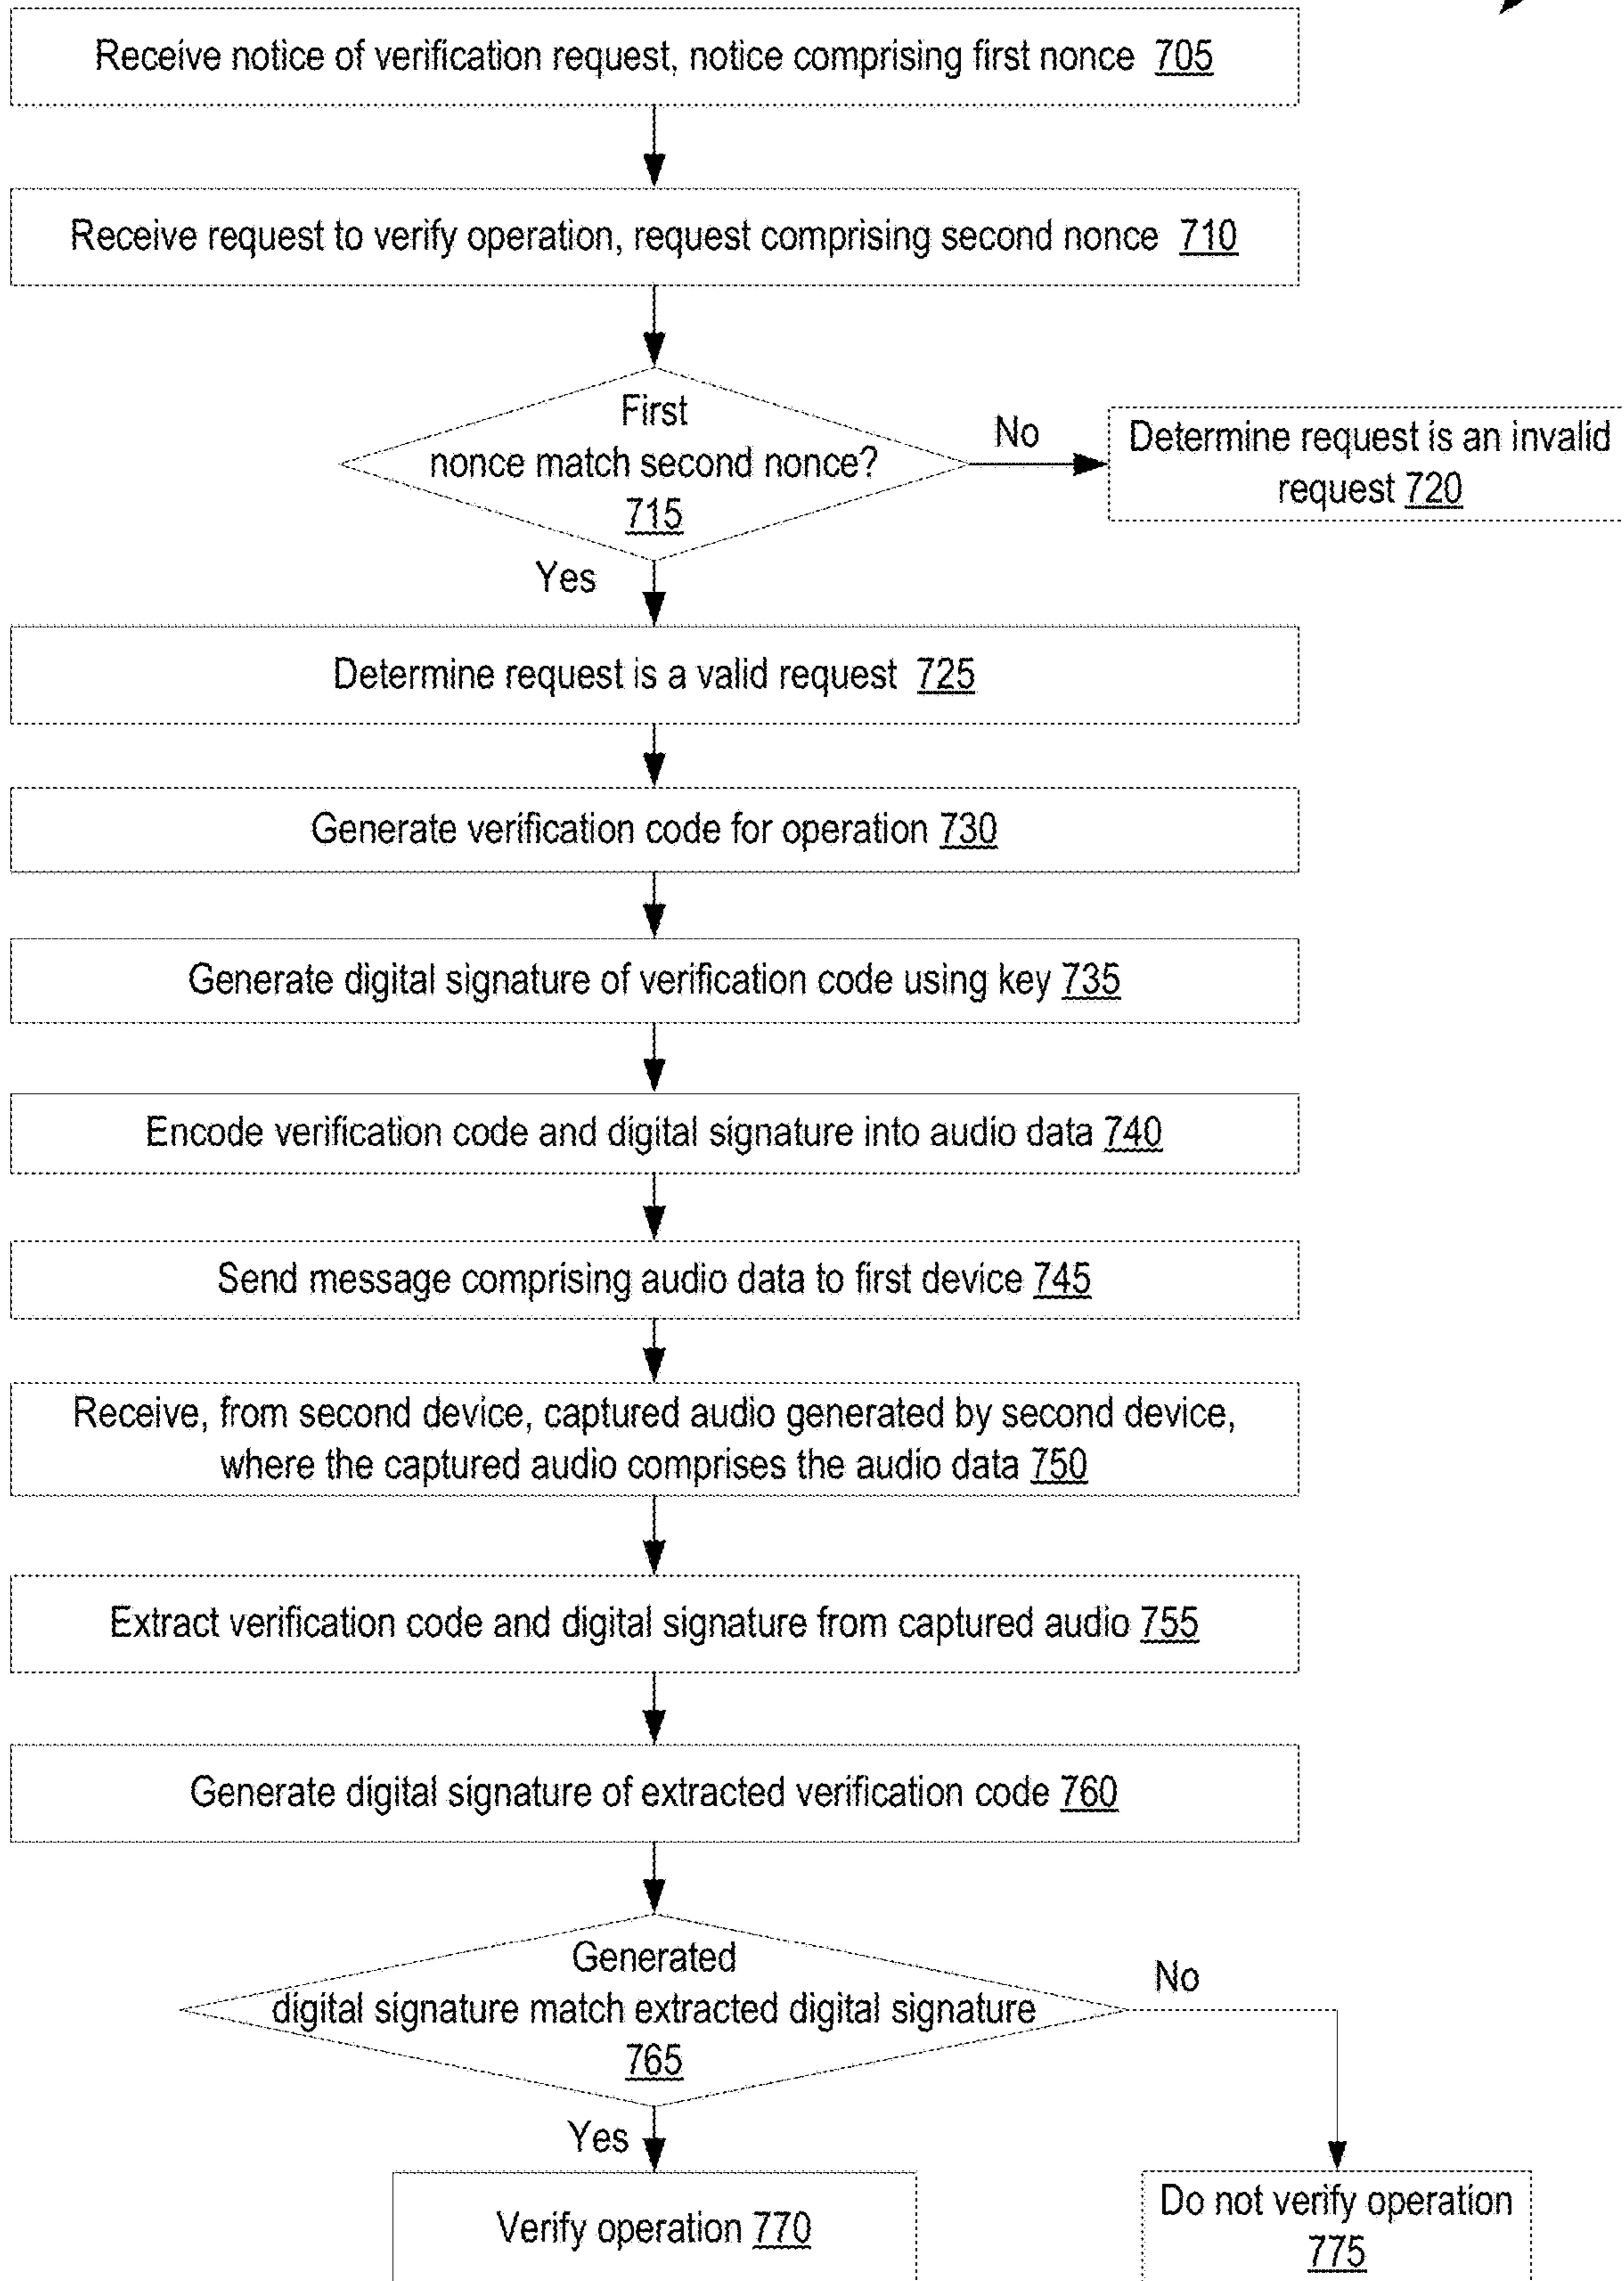 Receive notice of verification request, notice comprising first nonce 705
Receive request to verify operation, request comprising second nonce 710
First
nonce match second nonce?
715
No
Determine request is an invalid
request 720
Yes
Determine request is a valid request 725
Generate verification code for operation 730
Generate digital signature of verification code using key 735
Encode verification code and digital signature into audio data 740
Send message comprising audio data to first device 745
Receive, from second device, captured audio generated by second device,
where the captured audio comprises the audio data 750
Extract verification code and digital signature from captured audio 755
Generate digital signature of extracted verification code 760
Generated
digital signature match extracted digital signature
765
No
Yes
Verify operation 770
Do not verify operation
775